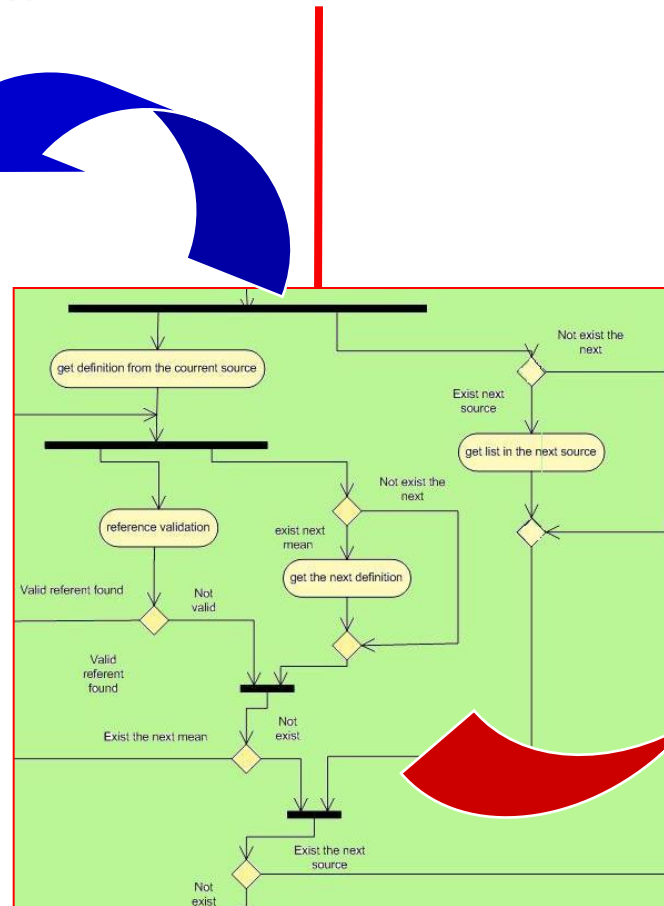 Not exist the
next
get definition from the courrent source
Exist next
source
get list in the next source
Not exist the
next
reference validation
exist next
mean
get the next definition
Valid referent found
Not
valid
Valid
referent
found
Not
exist
Exist the next mean
Exist the next
source
Not
exist